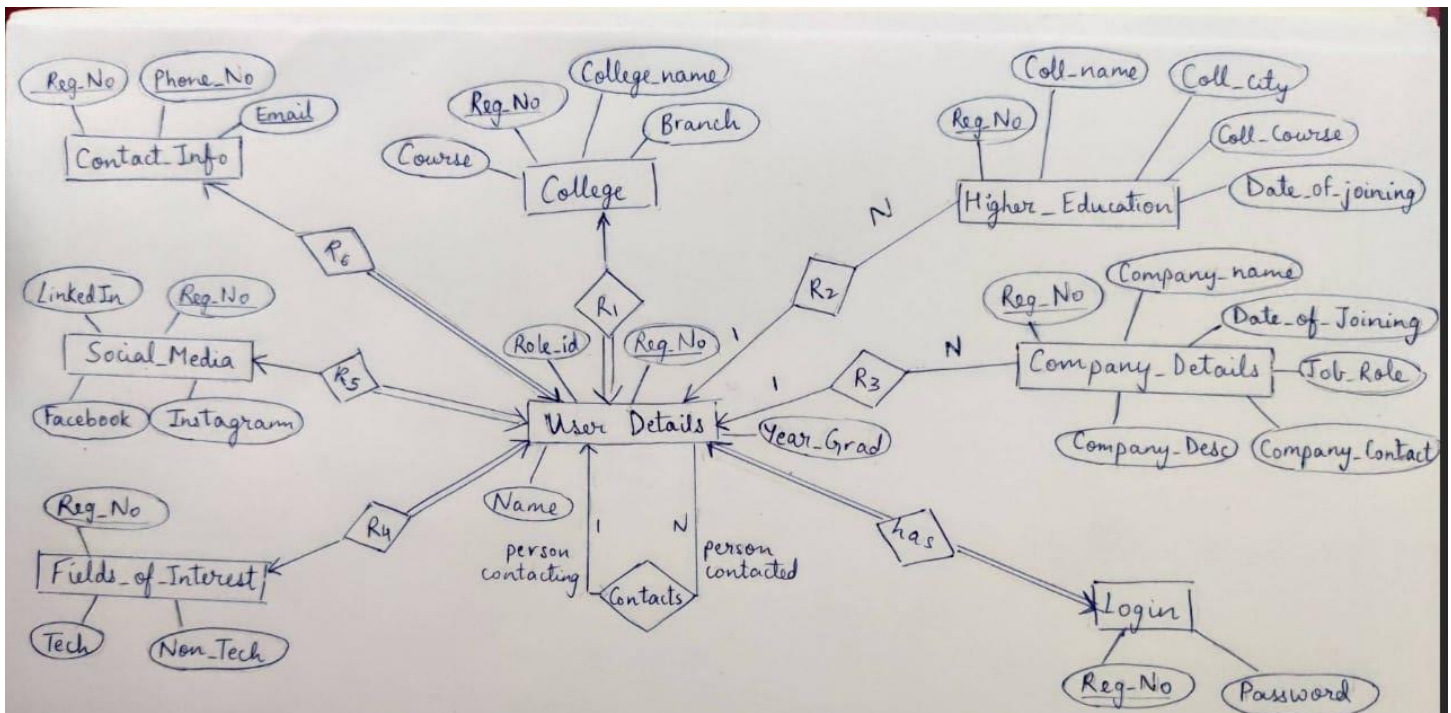 Reg_No
Phone_No
Email
Contact_Info
College_name
Reg_No
Branch
Course
College
Coll_name
Coll_city
Reg_No
Coll_Course
Date_of_joining
Higher_Education
R6
R1
R2
N
1
LinkedIn
Reg_No
Social_Media
Facebook
Instagram
R5
Role_id
Reg_No
User Details
Year_Grad
Name
Company_name
Reg_No
Date_of_Joining
Company_Details
Job_Role
Company_Desc
Company_Contact
R3
N
1
Reg_No
Fields_of_Interest
Tech
Non_Tech
R4
person
contacting
1
N
person
contacted
Contacts
has
Login
Reg_No
Password